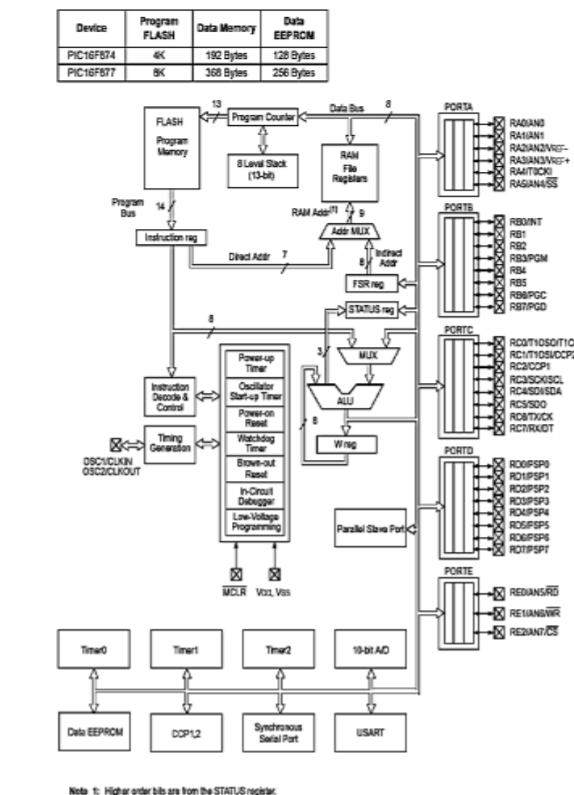 Device Program FLASH Data Memory Data EEPROM
PIC16F874 4K 192 Bytes 128 Bytes
PIC16F877 8K 368 Bytes 256 Bytes
FLASH
Program
Memory
13
Program Counter
Data Bus
8
8 Level Stack
(13-bit)
RAM
File
Registers
Program
Bus
14
RAM Addr(1)
9
Addr MUX
Instruction reg
Direct Addr
7
8
Indirect
Addr
FSR reg
STATUS reg
8
3
MUX
ALU
8
W reg
Instruction
Decode &
Control
Timing
Generation
OSC1/CLKIN
OSC2/CLKOUT
Power-up
Timer
Oscillator
Start-up Timer
Power-on
Reset
Watchdog
Timer
Brown-out
Reset
In-Circuit
Debugger
Low-Voltage
Programming
MCLR
VDD, VSS
Parallel Slave Port
PORTA
RA0/AN0
RA1/AN1
RA2/AN2/VREF-
RA3/AN3/VREF+
RA4/T0CKI
RA5/AN4/SS
PORTB
RB0/INT
RB1
RB2
RB3/PGM
RB4
RB5
RB6/PGC
RB7/PGD
PORTC
RC0/T1OSO/T1C
RC1/T1OSI/CCP2
RC2/CCP1
RC3/SCK/SCL
RC4/SDI/SDA
RC5/SDO
RC6/TX/CK
RC7/RX/DT
PORTD
RD0/PSP0
RD1/PSP1
RD2/PSP2
RD3/PSP3
RD4/PSP4
RD5/PSP5
RD6/PSP6
RD7/PSP7
PORTE
RE0/AN5/RD
RE1/AN6/WR
RE2/AN7/CS
Timer0
Timer1
Timer2
10-bit A/D
Data EEPROM
CCP1,2
Synchronous
Serial Port
USART
Note 1: Higher order bits are from the STATUS register.